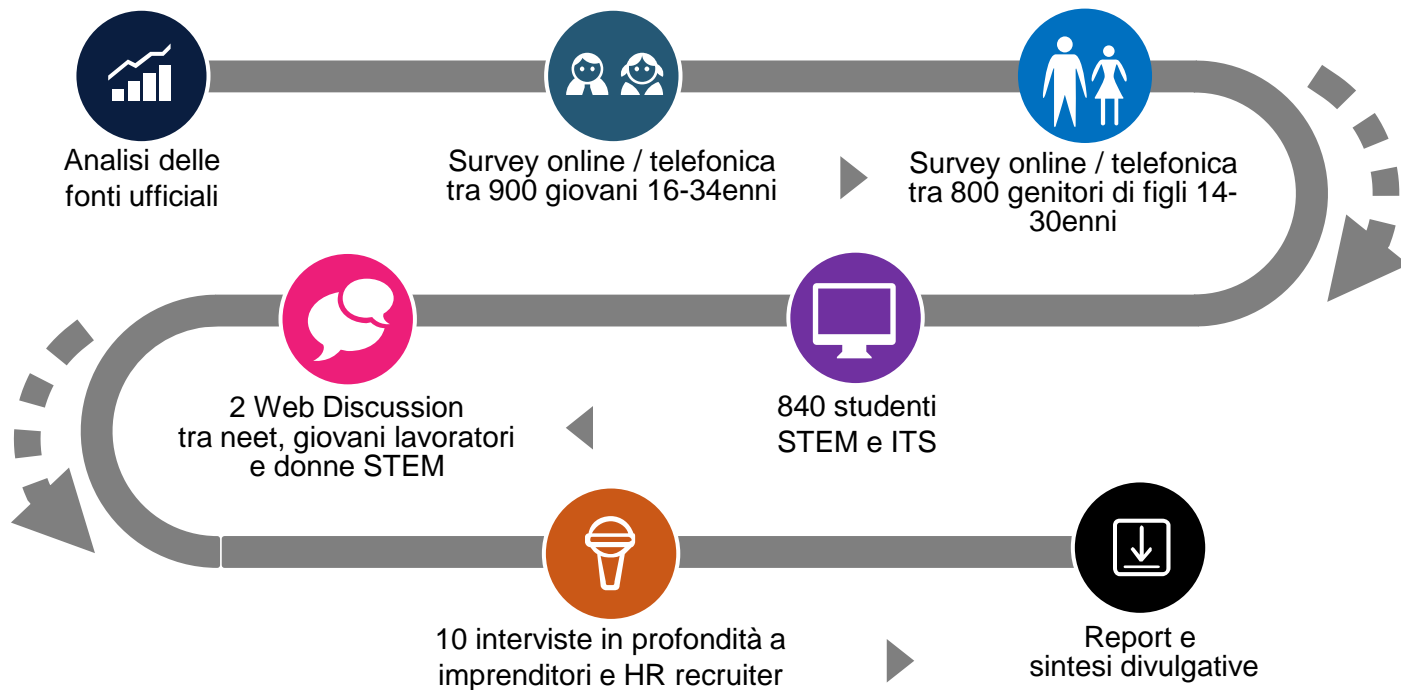 Analisi delle
fonti ufficiali
Survey online / telefonica
tra 900 giovani 16-34enni
Survey online / telefonica
tra 800 genitori di figli 14-
30enni
840 studenti
STEM e ITS
2 Web Discussion
tra neet, giovani lavoratori
e donne STEM
10 interviste in profondità a
imprenditori e HR recruiter
Report e
sintesi divulgative